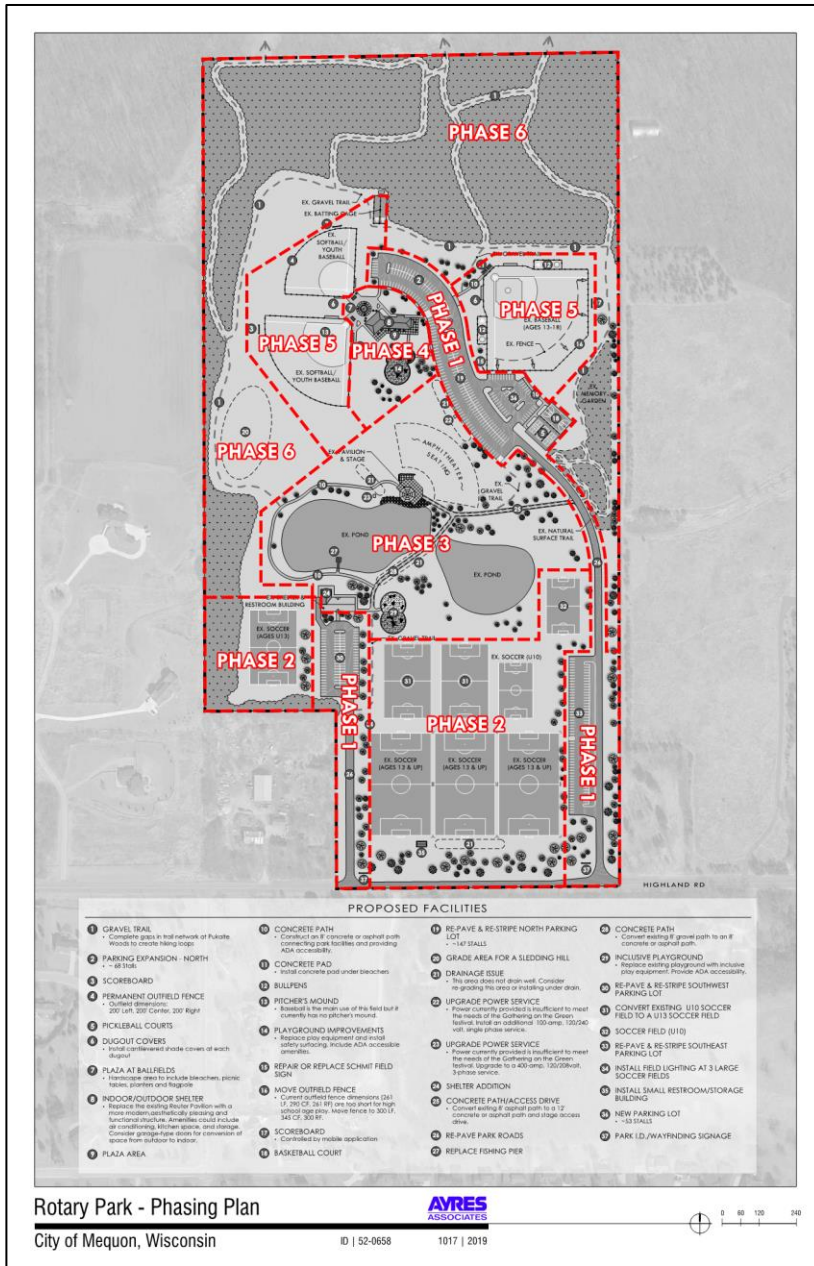 PHASE 6
EX. GRAVEL TRAIL
EX. BATTING CAGE
EX. SOFTBALL/
YOUTH BASEBALL
PHASE 1
PHASE 5
EX. BASEBALL
(AGES 13-18)
EX. FENCE
PHASE 5
PHASE 4
EX. SOFTBALL/
YOUTH BASEBALL
EX. MEMORY
GARDEN
PHASE 6
EX. PAVILION
& STAGE
AMPHITHEATER
SEATING
EX.
GRAVEL
TRAIL
EX. POND
PHASE 3
EX. NATURAL
SURFACE TRAIL
EX. POND
RESTROOM BUILDING
EX. SOCCER
(AGES U13)
PHASE 2
EX. GRAVEL TRAIL
EX. SOCCER (U10)
PHASE 1
PHASE 2
PHASE 1
EX. SOCCER
(AGES 13 & UP)
EX. SOCCER
(AGES 13 & UP)
EX. SOCCER
(AGES 13 & UP)
HIGHLAND RD
PROPOSED FACILITIES
1 GRAVEL TRAIL
• Complete gaps in trail network at Pukaite
Woods to create hiking loops
2 PARKING EXPANSION - NORTH
• ~ 68 Stalls
3 SCOREBOARD
4 PERMANENT OUTFIELD FENCE
• Outfield dimensions:
200' Left, 200' Center, 200' Right
5 PICKLEBALL COURTS
6 DUGOUT COVERS
• Install cantilevered shade covers at each
dugout
7 PLAZA AT BALLFIELDS
• Hardscape area to include bleachers, picnic
tables, planters and flagpole
8 INDOOR/OUTDOOR SHELTER
• Replace the existing Reuter Pavilion with a
more modern,aesthetically pleasing and
functional structure. Amenities could include
air conditioning, kitchen space, and storage.
Consider garage-type doors for conversion of
space from outdoor to indoor.
9 PLAZA AREA
10 CONCRETE PATH
• Construct an 8' concrete or asphalt path
connecting park facilities and providing
ADA accessibility.
11 CONCRETE PAD
• Install concrete pad under bleachers
12 BULLPENS
13 PITCHER'S MOUND
• Baseball is the main use of this field but it
currently has no pitcher's mound.
14 PLAYGROUND IMPROVEMENTS
• Replace play equipment and install
safety surfacing. Include ADA accessible
amenities.
15 REPAIR OR REPLACE SCHMIT FIELD
SIGN
16 MOVE OUTFIELD FENCE
• Current outfield fence dimensions (261
LF, 290 CF, 261 RF) are too short for high
school age play. Move fence to 300 LF,
345 CF, 300 RF.
17 SCOREBOARD
• Controlled by mobile application
18 BASKETBALL COURT
19 RE-PAVE & RE-STRIPE NORTH PARKING
LOT
• ~147 STALLS
20 GRADE AREA FOR A SLEDDING HILL
21 DRAINAGE ISSUE
• This area does not drain well. Consider
re-grading this area or installing under drain.
22 UPGRADE POWER SERVICE
• Power currently provided is insufficient to meet
the needs of the Gathering on the Green
festival. Install an additional 100-amp, 120/240
volt, single phase service.
23 UPGRADE POWER SERVICE
• Power currently provided is insufficient to meet
the needs of the Gathering on the Green
festival. Upgrade to a 400-amp, 120/208volt,
3-phase service.
24 SHELTER ADDITION
25 CONCRETE PATH/ACCESS DRIVE
• Convert exiting 8' asphalt path to a 12'
concrete or asphalt path and stage access
drive.
26 RE-PAVE PARK ROADS
27 REPLACE FISHING PIER
28 CONCRETE PATH
• Convert existing 8' gravel path to an 8'
concrete or asphalt path.
29 INCLUSIVE PLAYGROUND
• Replace existing playground with inclusive
play equipment. Provide ADA accessibility.
30 RE-PAVE & RE-STRIPE SOUTHWEST
PARKING LOT
31 CONVERT EXISTING U10 SOCCER
FIELD TO A U13 SOCCER FIELD
32 SOCCER FIELD (U10)
33 RE-PAVE & RE-STRIPE SOUTHEAST
PARKING LOT
34 INSTALL FIELD LIGHTING AT 3 LARGE
SOCCER FIELDS
35 INSTALL SMALL RESTROOM/STORAGE
BUILDING
36 NEW PARKING LOT
• ~53 STALLS
37 PARK I.D./WAYFINDING SIGNAGE
Rotary Park - Phasing Plan
City of Mequon, Wisconsin
ID | 52-0658
AYRES
ASSOCIATES
1017 | 2019
0 60 120 240